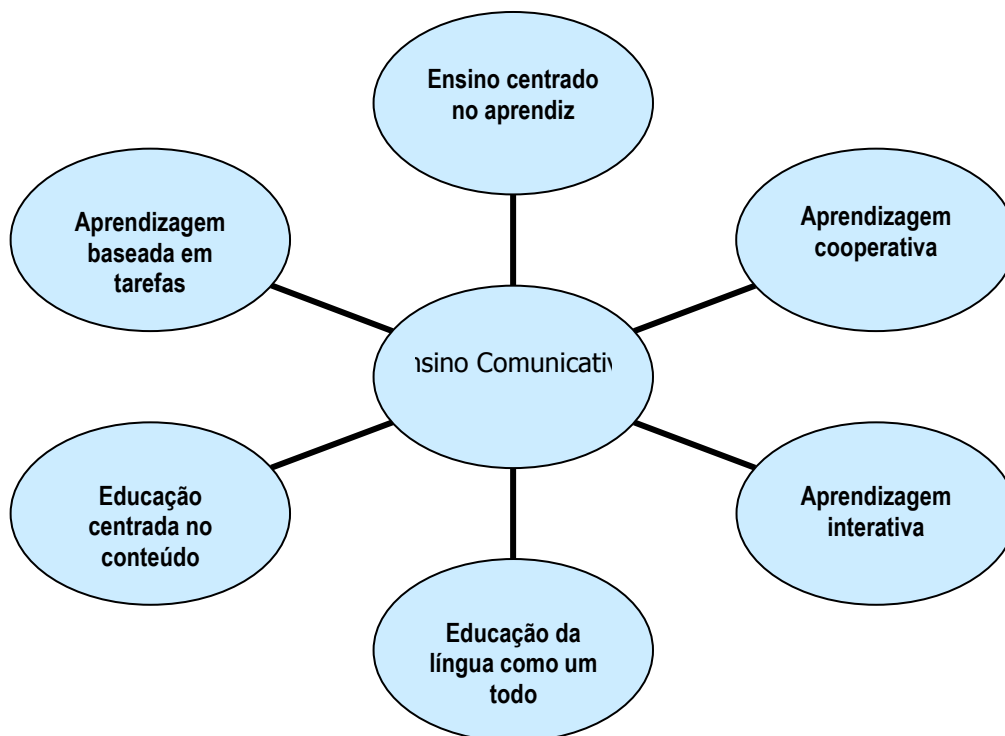 Ensino centrado
no aprendiz
Aprendizagem
cooperativa
Aprendizagem
interativa
Educação da
língua como um
todo
Educação
centrada no
conteúdo
Aprendizagem
baseada em
tarefas
nsino Comunicativ